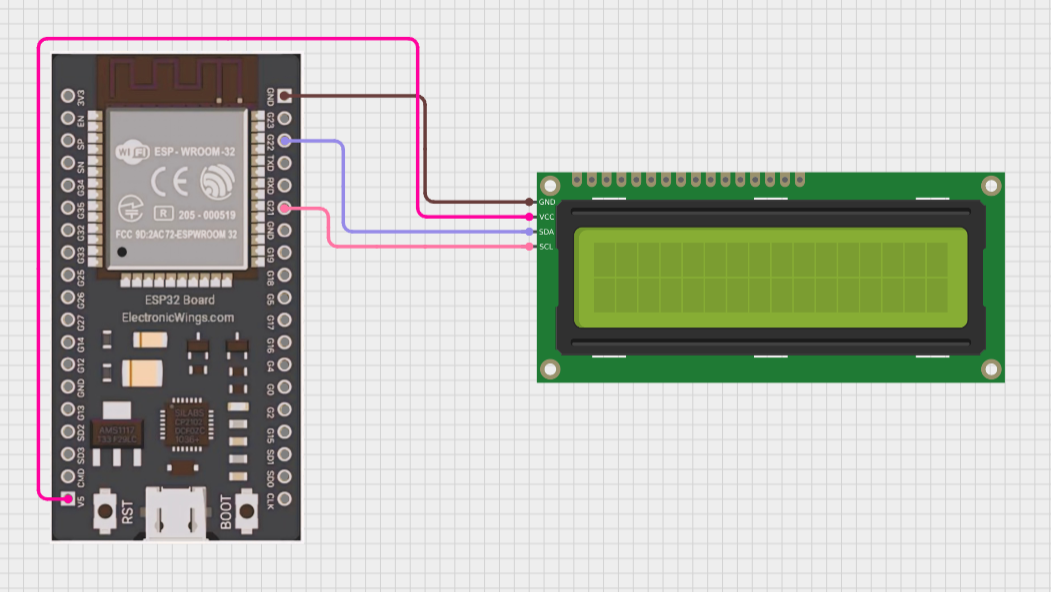 3V3
EN
SP
SN
G34
G35
G32
G33
G25
G26
G27
G14
G12
GND
G13
SD2
SD3
CMD
V5
WiFi
ESP-WROOM-32
CE
R 205-000519
FCC 9D:2AC72-ESPWROOM 32
ESP32 Board
ElectronicWings.com
AMS1117
SILABS
CP2102
RST
BOOT
GND
G23
G22
TXD
RXD
G21
GND
G19
G18
G5
G17
G16
G4
G0
G2
G15
SD1
SD0
CLK
GND
VCC
SDA
SCL